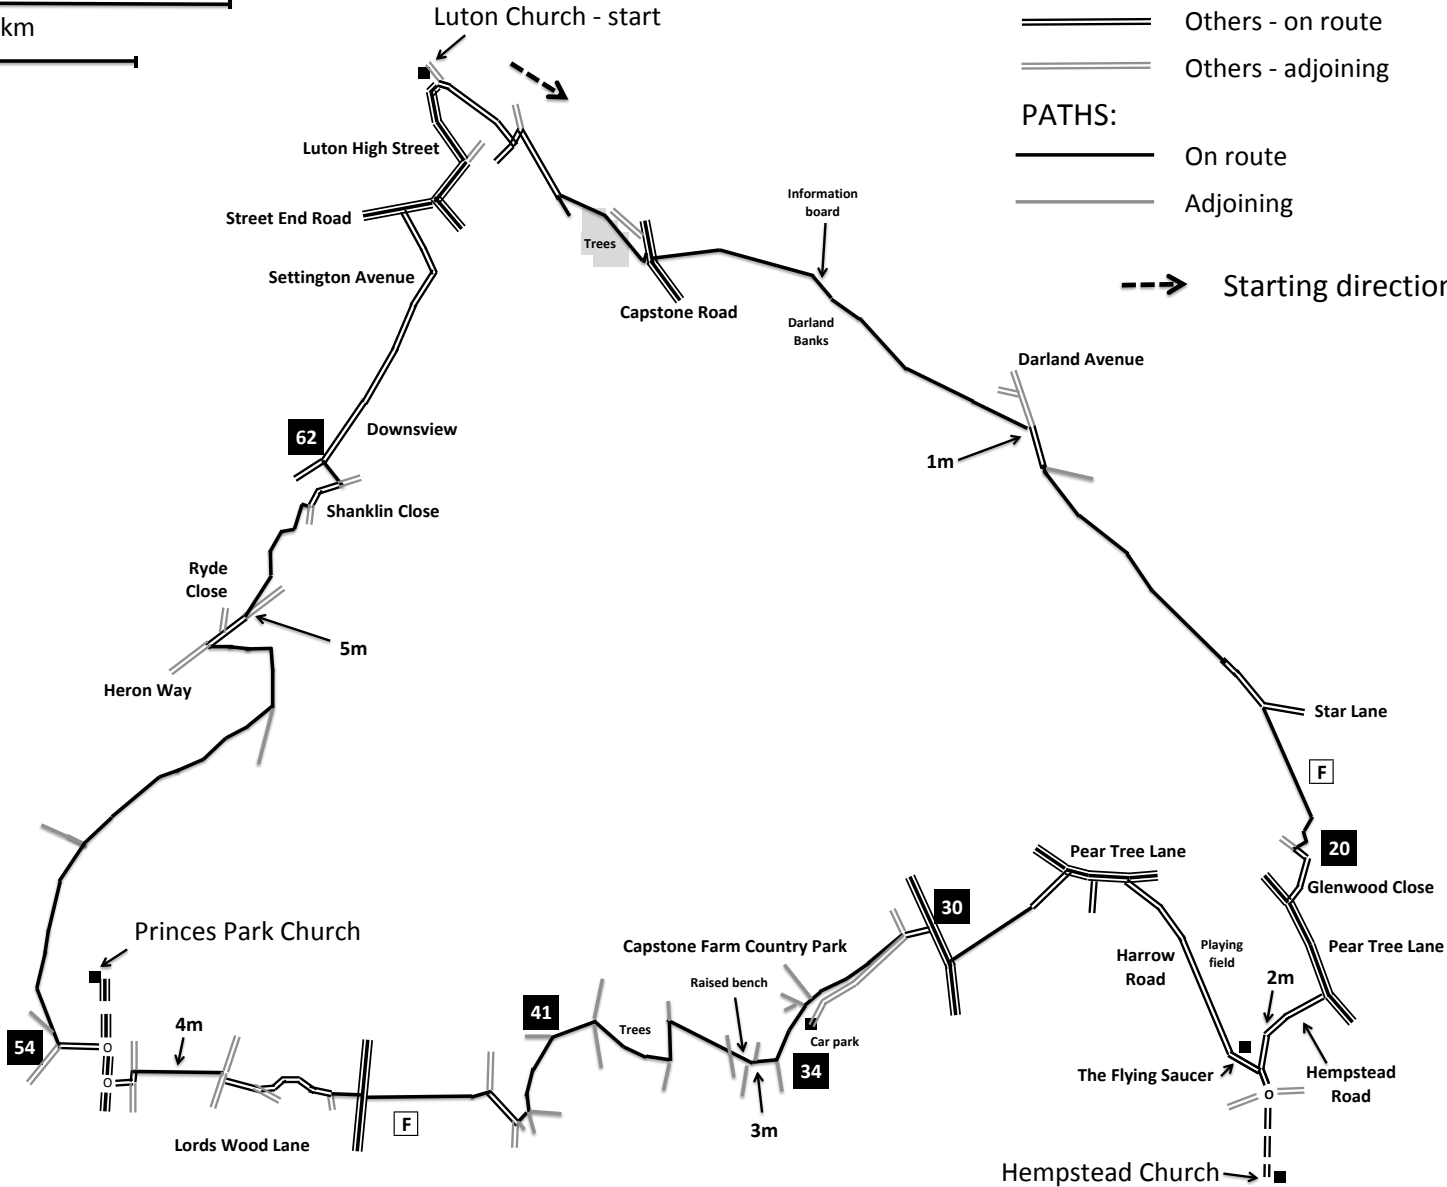 km
Luton Church - start
Others - on route
Others - adjoining
PATHS:
On route
Adjoining
Starting direction
Luton High Street
Street End Road
Settington Avenue
Trees
Capstone Road
Information
board
Darland
Banks
Darland Avenue
1m
62
Downsview
Shanklin Close
Ryde
Close
5m
Heron Way
Star Lane
F
20
Glenwood Close
Pear Tree Lane
Pear Tree Lane
Harrow
Road
Playing
field
2m
30
Capstone Farm Country Park
Raised bench
Car park
34
3m
The Flying Saucer
Hempstead
Road
O
Hempstead Church
Princes Park Church
41
Trees
54
4m
O
O
F
Lords Wood Lane